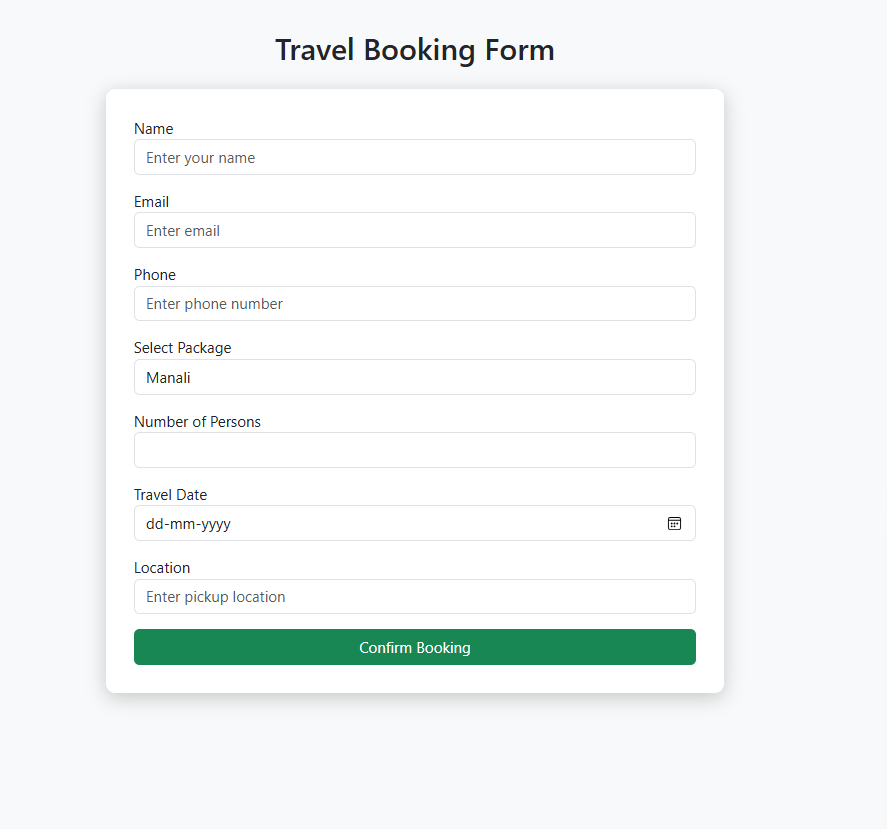 Travel Booking Form
Name
Enter your name
Email
Enter email
Phone
Enter phone number
Select Package
Manali
Number of Persons
Travel Date
dd-mm-yyyy
Location
Enter pickup location
Confirm Booking